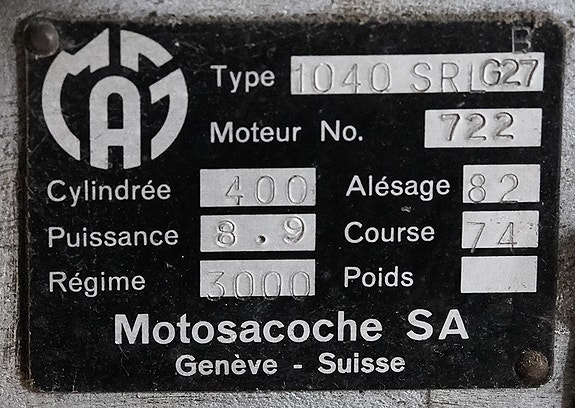 MAG
B
Type 1040 SRL G27
Moteur No. 722
Cylindrée 400 Alésage 82
Puissance 8.9 Course 74
Régime 3000 Poids
Motosacoche SA
Genève - Suisse